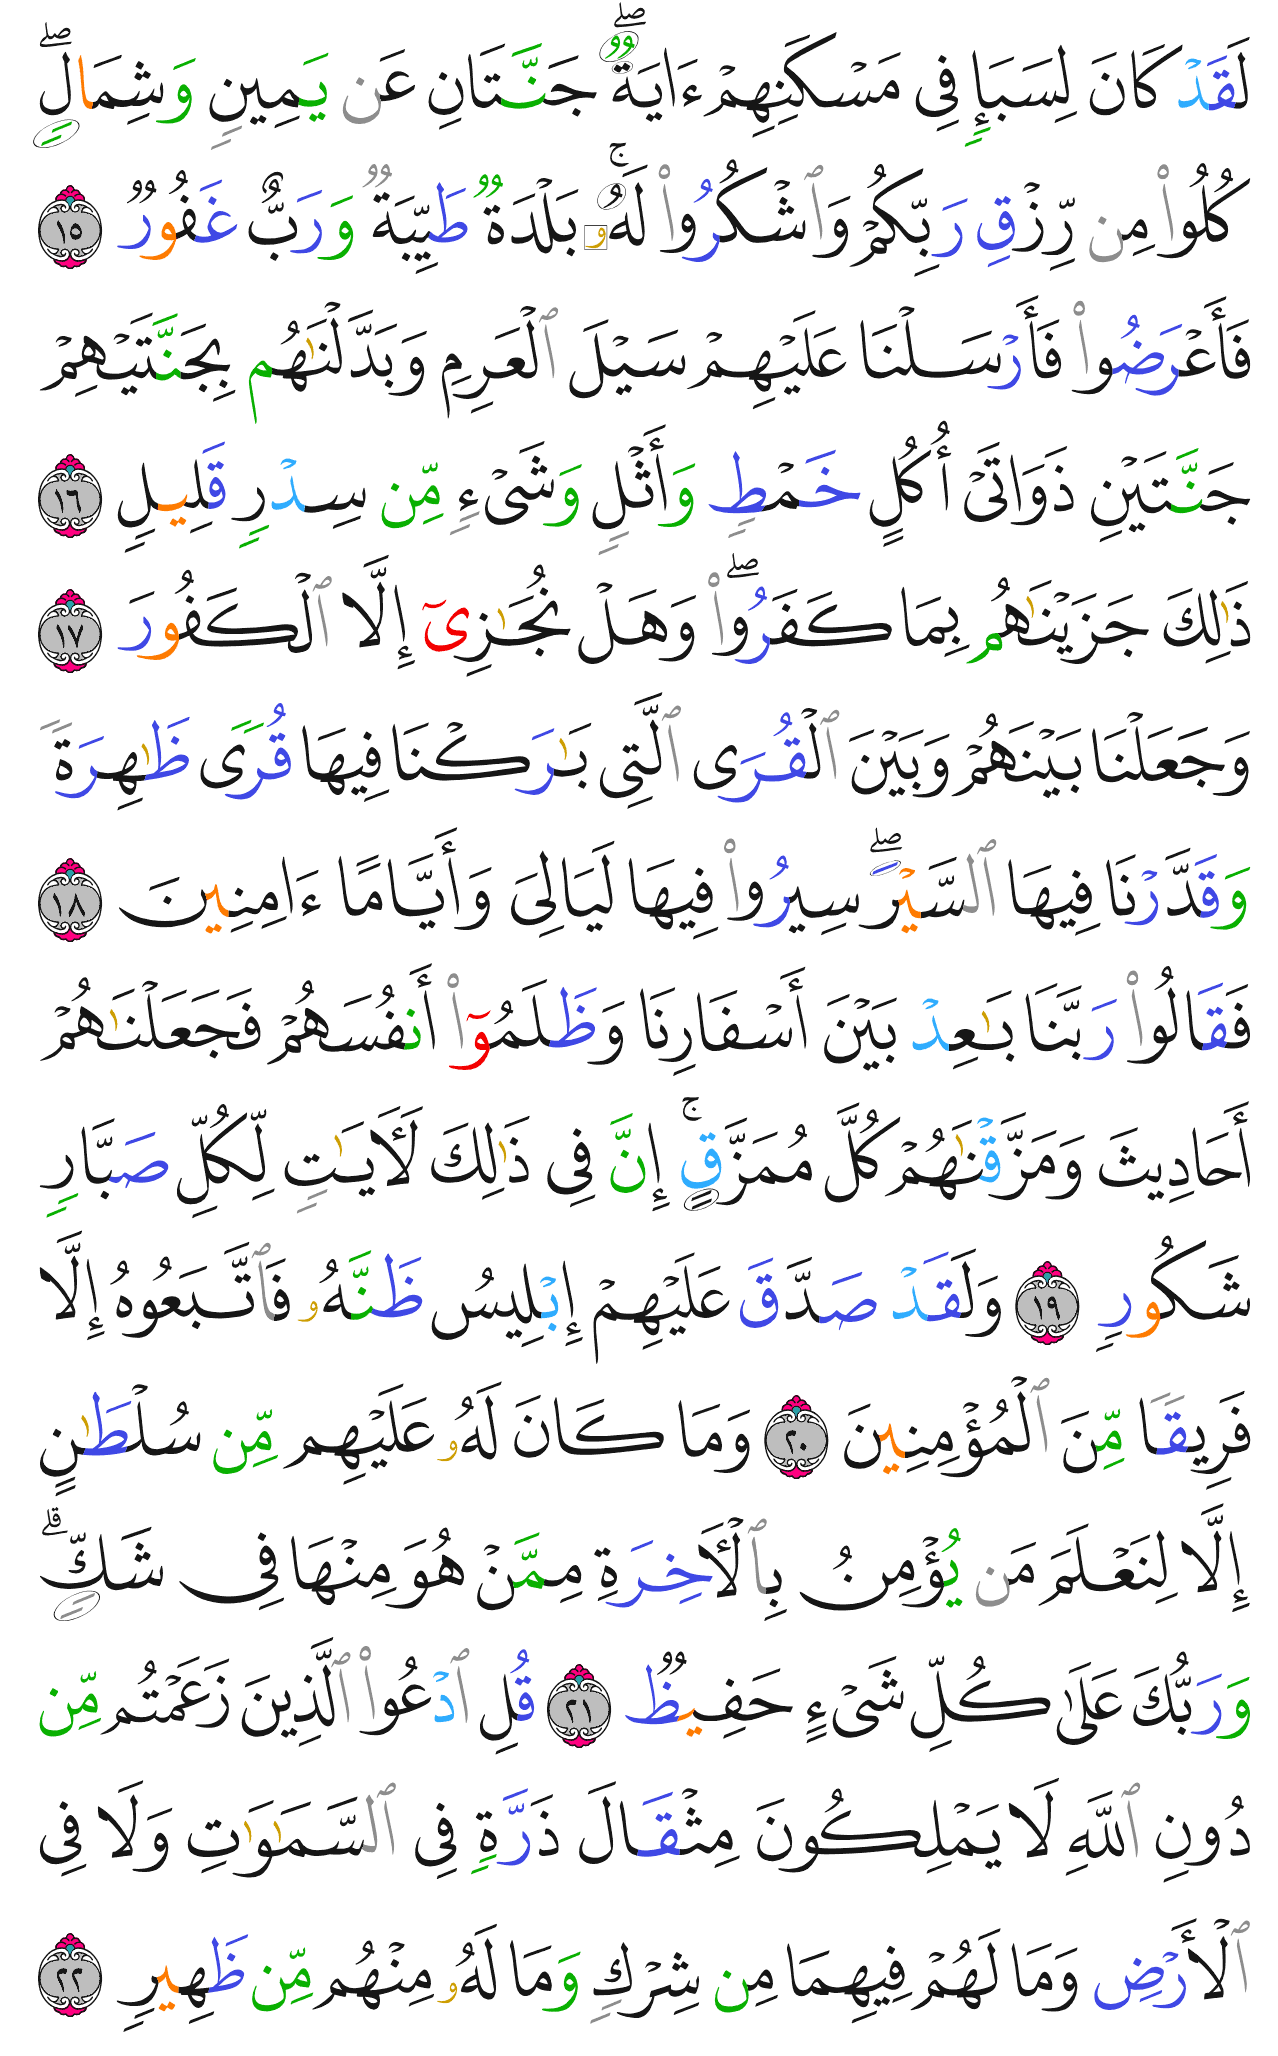 لَقَدْ كَانَ لِسَبَإٍ فِى مَسْكَنِهِمْ ءَايَةٌ ۖ جَنَّتَانِ عَن يَمِينٍ وَشِمَالٍ ۖ
كُلُوا۟ مِن رِّزْقِ رَبِّكُمْ وَٱشْكُرُوا۟ لَهُۥ ۚ بَلْدَةٌ طَيِّبَةٌ وَرَبٌّ غَفُورٌ ١٥
فَأَعْرَضُوا۟ فَأَرْسَلْنَا عَلَيْهِمْ سَيْلَ ٱلْعَرِمِ وَبَدَّلْنَٰهُم بِجَنَّتَيْهِمْ
جَنَّتَيْنِ ذَوَاتَىْ أُكُلٍ خَمْطٍ وَأَثْلٍ وَشَىْءٍ مِّن سِدْرٍ قَلِيلٍ ١٦
ذَٰلِكَ جَزَيْنَٰهُم بِمَا كَفَرُوا۟ ۖ وَهَلْ نُجَٰزِىٓ إِلَّا ٱلْكَفُورَ ١٧
وَجَعَلْنَا بَيْنَهُمْ وَبَيْنَ ٱلْقُرَى ٱلَّتِى بَٰرَكْنَا فِيهَا قُرًى ظَٰهِرَةً
وَقَدَّرْنَا فِيهَا ٱلسَّيْرَ ۖ سِيرُوا۟ فِيهَا لَيَالِىَ وَأَيَّامًا ءَامِنِينَ ١٨
فَقَالُوا۟ رَبَّنَا بَٰعِدْ بَيْنَ أَسْفَارِنَا وَظَلَمُوٓا۟ أَنفُسَهُمْ فَجَعَلْنَٰهُمْ
أَحَادِيثَ وَمَزَّقْنَٰهُمْ كُلَّ مُمَزَّقٍ ۚ إِنَّ فِى ذَٰلِكَ لَءَايَٰتٍ لِّكُلِّ صَبَّارٍ
شَكُورٍ ١٩ وَلَقَدْ صَدَّقَ عَلَيْهِمْ إِبْلِيسُ ظَنَّهُۥ فَٱتَّبَعُوهُ إِلَّا
فَرِيقًا مِّنَ ٱلْمُؤْمِنِينَ ٢٠ وَمَا كَانَ لَهُۥ عَلَيْهِم مِّن سُلْطَٰنٍ
إِلَّا لِنَعْلَمَ مَن يُؤْمِنُ بِٱلْءَاخِرَةِ مِمَّنْ هُوَ مِنْهَا فِى شَكٍّ ۗ
وَرَبُّكَ عَلَىٰ كُلِّ شَىْءٍ حَفِيظٌ ٢١ قُلِ ٱدْعُوا۟ ٱلَّذِينَ زَعَمْتُم مِّن
دُونِ ٱللَّهِ لَا يَمْلِكُونَ مِثْقَالَ ذَرَّةٍ فِى ٱلسَّمَٰوَٰتِ وَلَا فِى
ٱلْأَرْضِ وَمَا لَهُمْ فِيهِمَا مِن شِرْكٍ وَمَا لَهُۥ مِنْهُم مِّن ظَهِيرٍ ٢٢